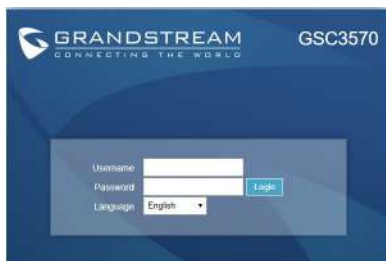 GRANDSTREAM
CONNECTING THE WORLD
GSC3570
Username
Password
Login
Language
English